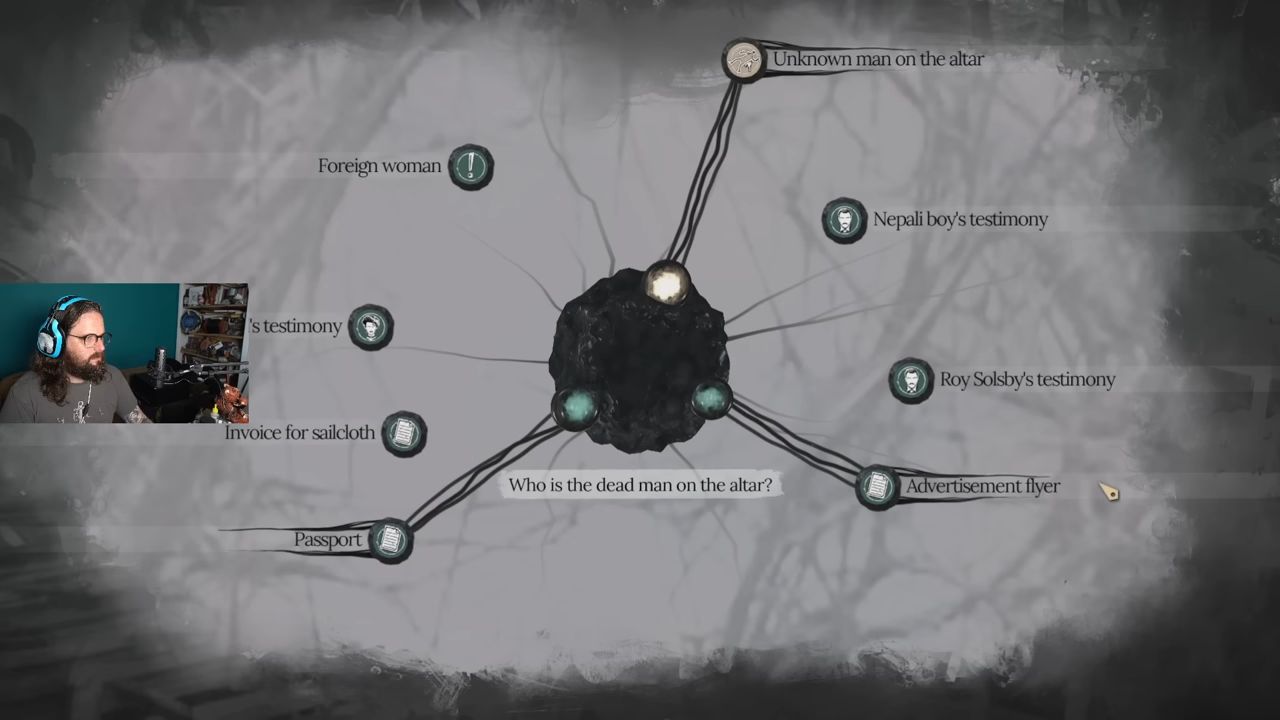 Unknown man on the altar
Foreign woman
Nepali boy's testimony
's testimony
Roy Solsby's testimony
Invoice for sailcloth
Who is the dead man on the altar?
Advertisement flyer
Passport